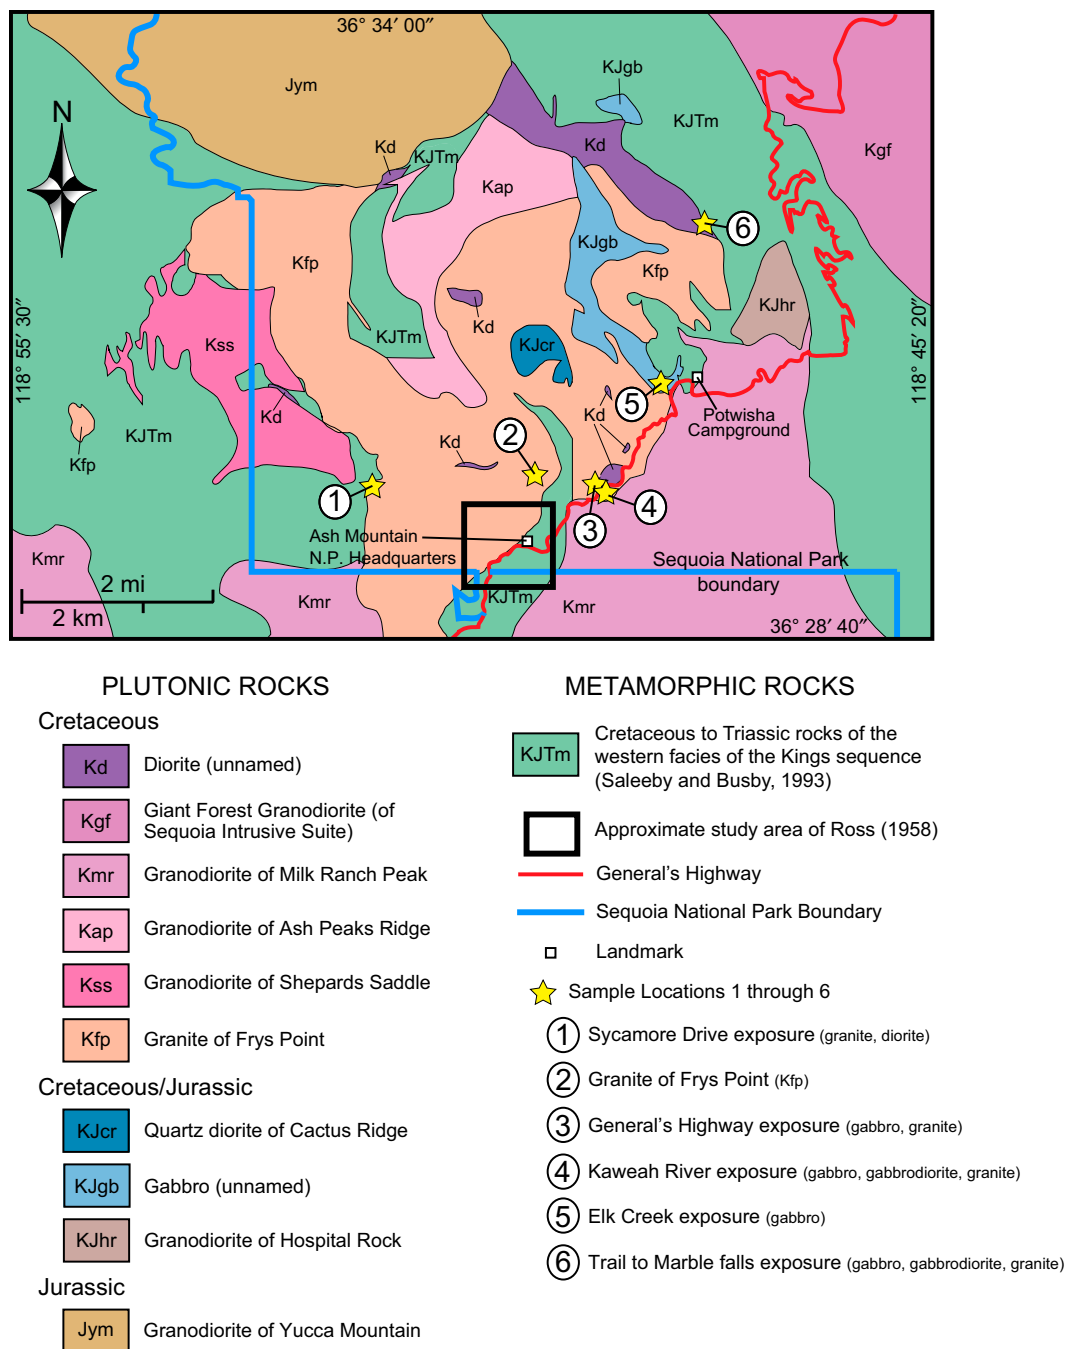 36° 34′ 00″
KJgb
Jym
KJTm
N
Kd
Kgf
Kd
KJTm
Kap
6
KJgb
Kfp
Kfp
KJhr
118° 55′ 30″
118° 45′ 20″
Kd
KJTm
Kss
KJcr
5
Kd
Kd
Potwisha
Campground
KJTm
Kd
2
Kfp
1
4
3
Ash Mountain
N.P. Headquarters
Kmr
Sequoia National Park
boundary
2 mi
KJTm
Kmr
Kmr
2 km
36° 28′ 40″
PLUTONIC ROCKS
Cretaceous
Kd Diorite (unnamed)
Kgf Giant Forest Granodiorite (of
Sequoia Intrusive Suite)
Kmr Granodiorite of Milk Ranch Peak
Kap Granodiorite of Ash Peaks Ridge
Kss Granodiorite of Shepards Saddle
Kfp Granite of Frys Point
Cretaceous/Jurassic
KJcr Quartz diorite of Cactus Ridge
KJgb Gabbro (unnamed)
KJhr Granodiorite of Hospital Rock
Jurassic
Jym Granodiorite of Yucca Mountain
METAMORPHIC ROCKS
KJTm Cretaceous to Triassic rocks of the
western facies of the Kings sequence
(Saleeby and Busby, 1993)
Approximate study area of Ross (1958)
General’s Highway
Sequoia National Park Boundary
Landmark
Sample Locations 1 through 6
1 Sycamore Drive exposure (granite, diorite)
2 Granite of Frys Point (Kfp)
3 General’s Highway exposure (gabbro, granite)
4 Kaweah River exposure (gabbro, gabbrodiorite, granite)
5 Elk Creek exposure (gabbro)
6 Trail to Marble falls exposure (gabbro, gabbrodiorite, granite)